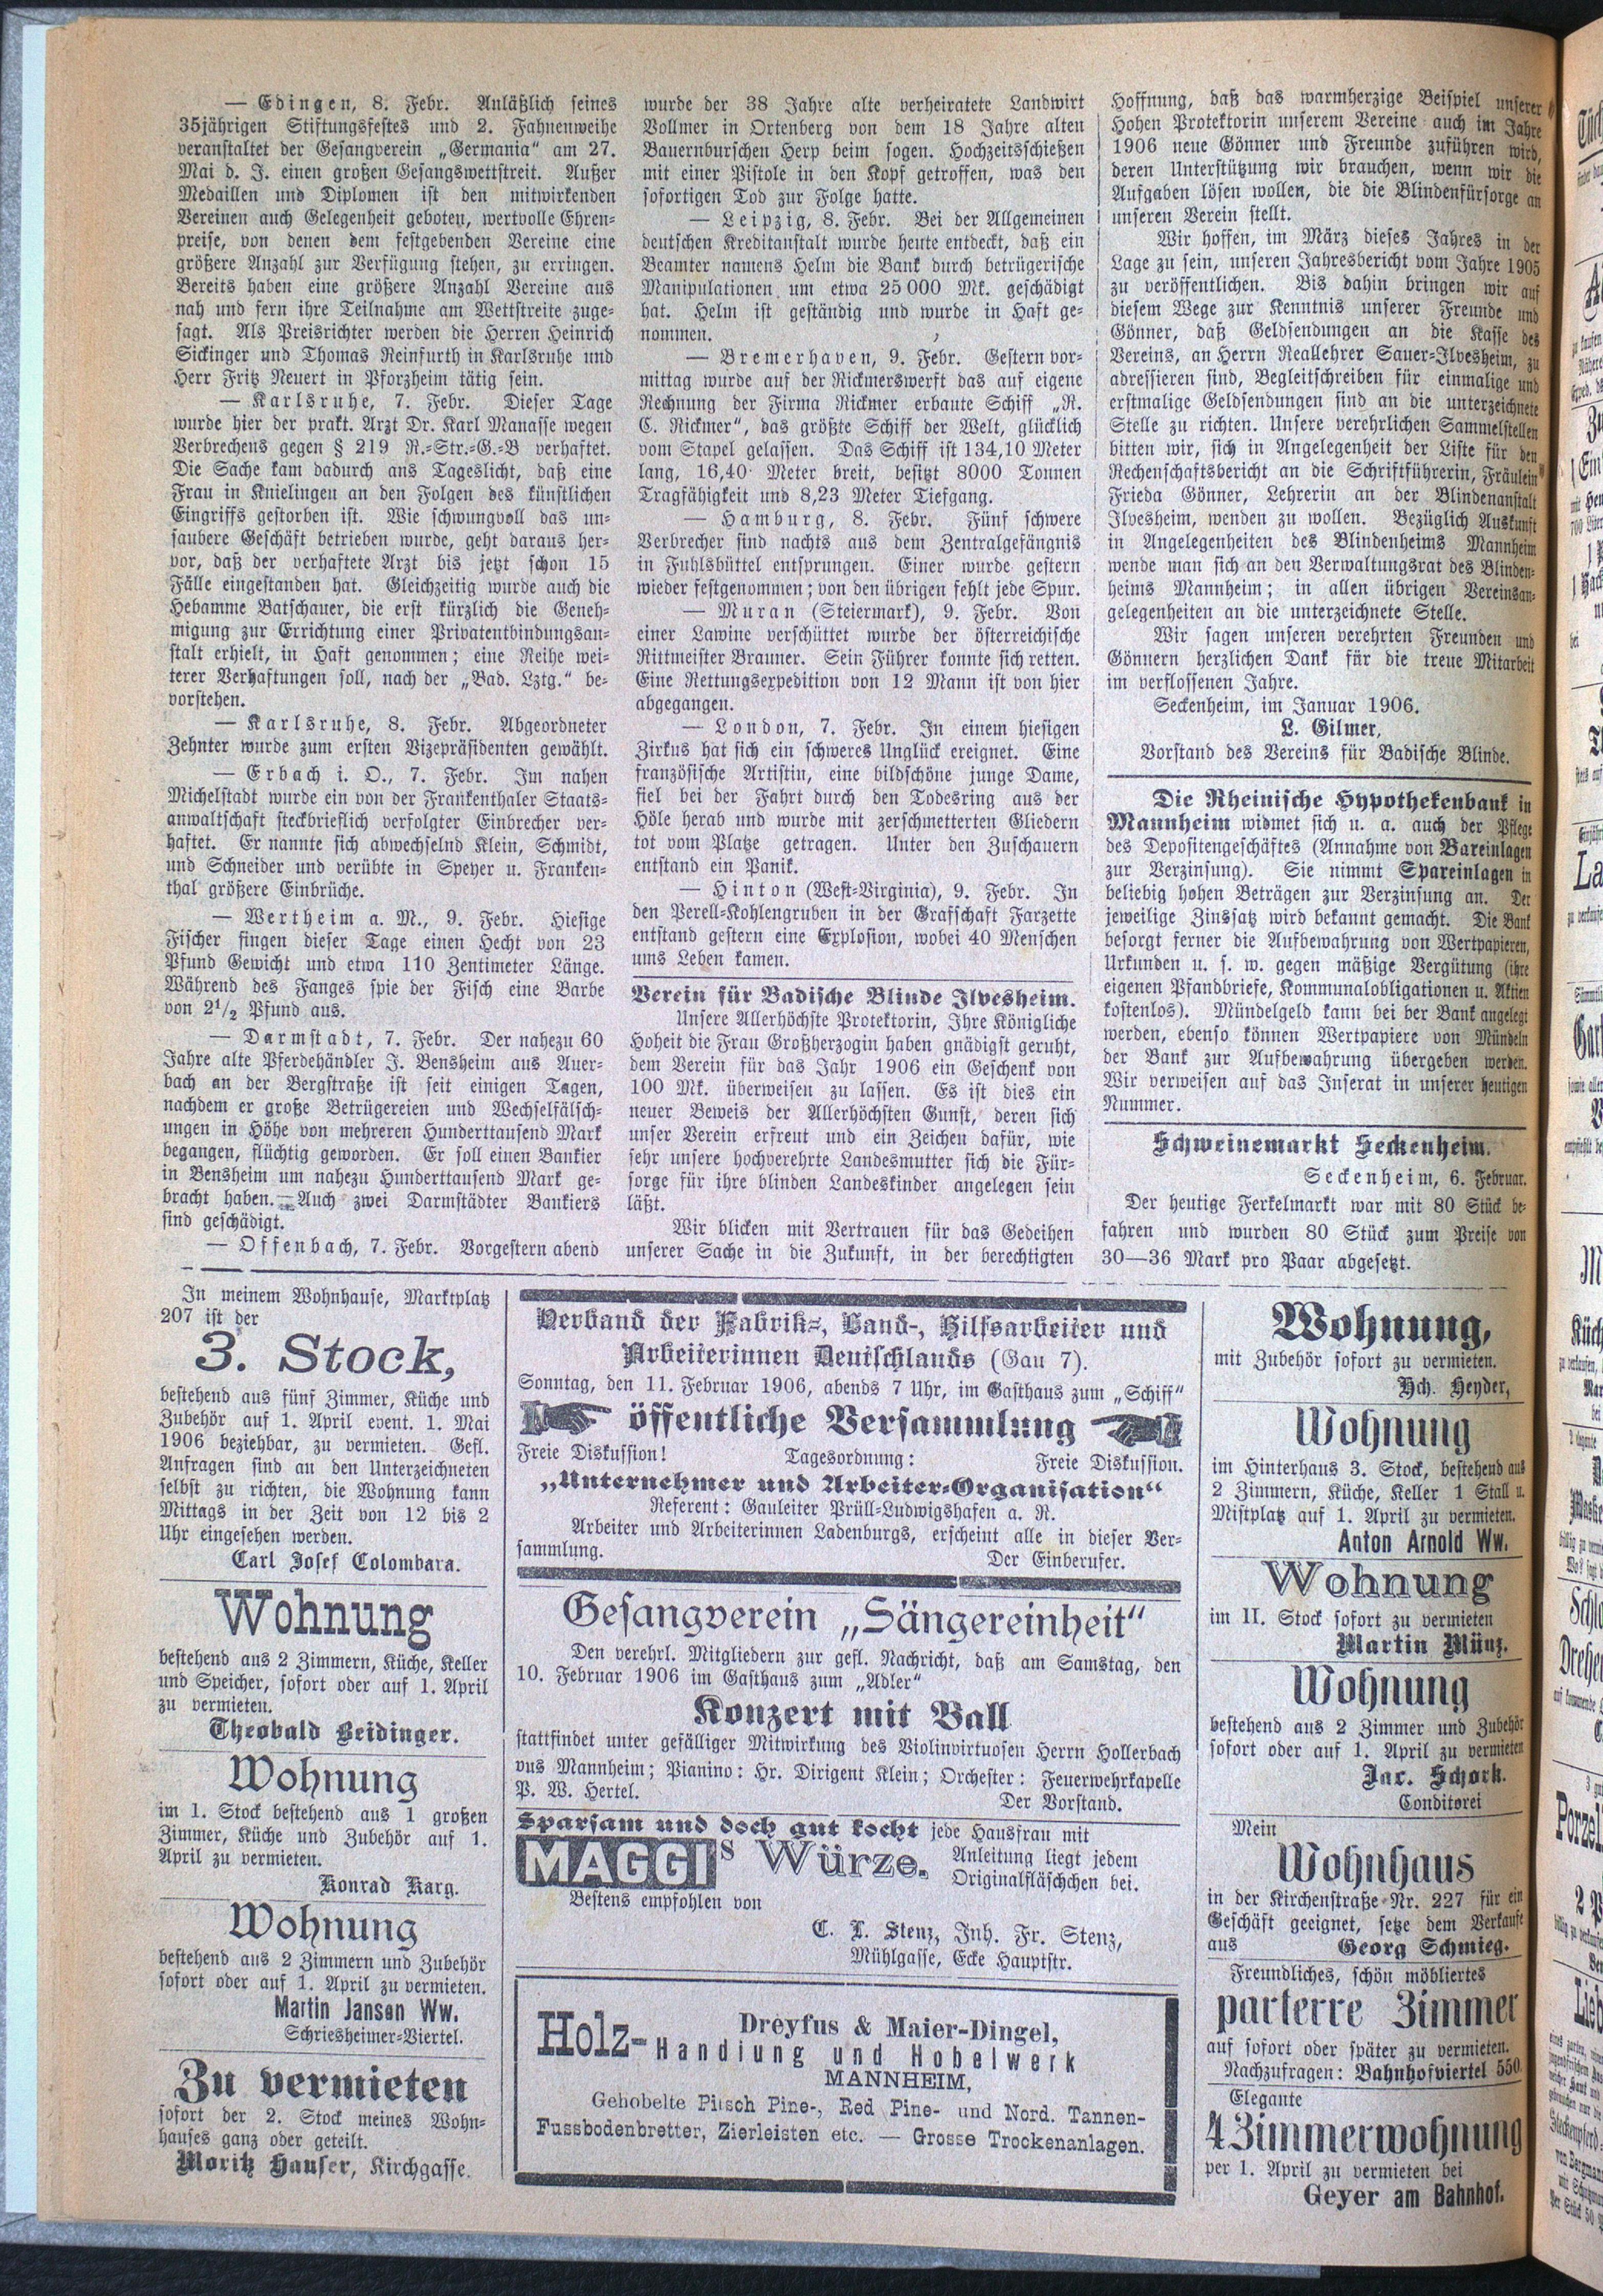 — Edingen, 8. Febr. Anläßlich seines
35jährigen Stiftungsfestes und 2. Fahnenweihe
veranstaltet der Gesangverein „Germania“ am 27.
Mai d. J. einen großen Gesangswettstreit. Außer
Medaillen und Diplomen ist den mitwirkenden
Vereinen auch Gelegenheit geboten, wertvolle Ehren-
preise, von denen dem festgebenden Vereine eine
größere Anzahl zur Verfügung stehen, zu erringen.
Bereits haben eine größere Anzahl Vereine aus
nah und fern ihre Teilnahme am Wettstreite zuge-
sagt. Als Preisrichter werden die Herren Heinrich
Sickinger und Thomas Reinfurth in Karlsruhe und
Herr Fritz Neuert in Pforzheim tätig sein.
— Karlsruhe, 7. Febr. Dieser Tage
wurde hier der prakt. Arzt Dr. Karl Manasse wegen
Verbrechens gegen § 219 R.-Str.-G.-B verhaftet.
Die Sache kam dadurch ans Tageslicht, daß eine
Frau in Knielingen an den Folgen des künstlichen
Eingriffs gestorben ist. Wie schwungvoll das un-
saubere Geschäft betrieben wurde, geht daraus her-
vor, daß der verhaftete Arzt bis jetzt schon 15
Fälle eingestanden hat. Gleichzeitig wurde auch die
Hebamme Batschauer, die erst kürzlich die Geneh-
migung zur Errichtung einer Privatentbindungsan-
stalt erhielt, in Haft genommen; eine Reihe wei-
terer Verhaftungen soll, nach der „Bad. Lztg.“ be-
vorstehen.
— Karlsruhe, 8. Febr. Abgeordneter
Zehnter wurde zum ersten Vizepräsidenten gewählt.
— Erbach i. O., 7. Febr. Im nahen
Michelstadt wurde ein von der Frankenthaler Staats-
anwaltschaft steckbrieflich verfolgter Einbrecher ver-
haftet. Er nannte sich abwechselnd Klein, Schmidt,
und Schneider und verübte in Speyer u. Franken-
thal größere Einbrüche.
— Wertheim a. M., 9. Febr. Hiesige
Fischer fingen dieser Tage einen Hecht von 23
Pfund Gewicht und etwa 110 Zentimeter Länge.
Während des Fanges spie der Fisch eine Barbe
von 2½ Pfund aus.
— Darmstadt, 7. Febr. Der nahezu 60
Jahre alte Pferdehändler J. Bensheim aus Auer-
bach an der Bergstraße ist seit einigen Tagen,
nachdem er große Betrügereien und Wechselfälsch-
ungen in Höhe von mehreren Hunderttausend Mark
begangen, flüchtig geworden. Er soll einen Bankier
in Bensheim um nahezu Hunderttausend Mark ge-
bracht haben. — Auch zwei Darmstädter Bankiers
sind geschädigt.
— Offenbach, 7. Febr. Vorgestern abend
wurde der 38 Jahre alte verheiratete Landwirt
Vollmer in Ortenberg von dem 18 Jahre alten
Bauernburschen Herp beim sogen. Hochzeitsschießen
mit einer Pistole in den Kopf getroffen, was den
sofortigen Tod zur Folge hatte.
— Leipzig, 8. Febr. Bei der Allgemeinen
deutschen Kreditanstalt wurde heute entdeckt, daß ein
Beamter namens Helm die Bank durch betrügerische
Manipulationen um etwa 25 000 Mk. geschädigt
hat. Helm ist geständig und wurde in Haft ge-
nommen.
— Bremerhaven, 9. Febr. Gestern vor-
mittag wurde auf der Rickmerswerft das auf eigene
Rechnung der Firma Rickmer erbaute Schiff „R.
C. Rickmer“, das größte Schiff der Welt, glücklich
vom Stapel gelassen. Das Schiff ist 134,10 Meter
lang, 16,40 Meter breit, besitzt 8000 Tonnen
Tragfähigkeit und 8,23 Meter Tiefgang.
— Hamburg, 8. Febr. Fünf schwere
Verbrecher sind nachts aus dem Zentralgefängnis
in Fuhlsbüttel entsprungen. Einer wurde gestern
wieder festgenommen; von den übrigen fehlt jede Spur.
— Muran (Steiermark), 9. Febr. Von
einer Lawine verschüttet wurde der österreichische
Rittmeister Brauner. Sein Führer konnte sich retten.
Eine Rettungsexpedition von 12 Mann ist von hier
abgegangen.
— London, 7. Febr. In einem hiesigen
Zirkus hat sich ein schweres Unglück ereignet. Eine
französische Artistin, eine bildschöne junge Dame,
fiel bei der Fahrt durch den Todesring aus der
Höle herab und wurde mit zerschmetterten Gliedern
tot vom Platze getragen. Unter den Zuschauern
entstand ein Panik.
— Hinton (West-Virginia), 9. Febr. In
den Perell-Kohlengruben in der Grafschaft Farzette
entstand gestern eine Explosion, wobei 40 Menschen
ums Leben kamen.
Verein für Badische Blinde Ilvesheim.
Unsere Allerhöchste Protektorin, Ihre Königliche
Hoheit die Frau Großherzogin haben gnädigst geruht,
dem Verein für das Jahr 1906 ein Geschenk von
100 Mk. überweisen zu lassen. Es ist dies ein
neuer Beweis der Allerhöchsten Gunst, deren sich
unser Verein erfreut und ein Zeichen dafür, wie
sehr unsere hochverehrte Landesmutter sich die Für-
sorge für ihre blinden Landeskinder angelegen sein
läßt.
Wir blicken mit Vertrauen für das Gedeihen
unserer Sache in die Zukunft, in der berechtigten
Hoffnung, daß das warmherzige Beispiel unserer
Hohen Protektorin unserem Vereine auch im Jahre
1906 neue Gönner und Freunde zuführen wird,
deren Unterstützung wir brauchen, wenn wir die
Aufgaben lösen wollen, die die Blindenfürsorge an
unseren Verein stellt.
Wir hoffen, im März dieses Jahres in der
Lage zu sein, unseren Jahresbericht vom Jahre 1905
zu veröffentlichen. Bis dahin bringen wir auf
diesem Wege zur Kenntnis unserer Freunde und
Gönner, daß Geldsendungen an die Kasse des
Vereins, an Herrn Reallehrer Sauer-Ilvesheim, zu
adressieren sind, Begleitschreiben für einmalige und
erstmalige Geldsendungen sind an die unterzeichnete
Stelle zu richten. Unsere verehrlichen Sammelstellen
bitten wir, sich in Angelegenheit der Liste für den
Rechenschaftsbericht an die Schriftführerin, Fräulein
Frieda Gönner, Lehrerin an der Blindenanstalt
Ilvesheim, wenden zu wollen. Bezüglich Auskunft
in Angelegenheiten des Blindenheims Mannheim
wende man sich an den Verwaltungsrat des Blinden-
heims Mannheim; in allen übrigen Vereinsan-
gelegenheiten an die unterzeichnete Stelle.
Wir sagen unseren verehrten Freunden und
Gönnern herzlichen Dank für die treue Mitarbeit
im verflossenen Jahre.
Seckenheim, im Januar 1906.
L. Gilmer,
Vorstand des Vereins für Badische Blinde.
Die Rheinische Hypothekenbank in
Mannheim widmet sich u. a. auch der Pflege
des Depositengeschäftes (Annahme von Bareinlagen
zur Verzinsung). Sie nimmt Spareinlagen in
beliebig hohen Beträgen zur Verzinsung an. Der
jeweilige Zinssatz wird bekannt gemacht. Die Bank
besorgt ferner die Aufbewahrung von Wertpapieren,
Urkunden u. s. w. gegen mäßige Vergütung (ihre
eigenen Pfandbriefe, Kommunalobligationen u. Aktien
kostenlos). Mündelgeld kann bei der Bank angelegt
werden, ebenso können Wertpapiere von Mündeln
der Bank zur Aufbewahrung übergeben werden.
Wir verweisen auf das Inserat in unserer heutigen
Nummer.
Schweinemarkt Seckenheim.
Seckenheim, 6. Februar.
Der heutige Ferkelmarkt war mit 80 Stück be-
fahren und wurden 80 Stück zum Preise von
30—36 Mark pro Paar abgesetzt.
In meinem Wohnhause, Marktplatz
207 ist der
3. Stock,
bestehend aus fünf Zimmer, Küche und
Zubehör auf 1. April event. 1. Mai
1906 beziehbar, zu vermieten. Gefl.
Anfragen sind an den Unterzeichneten
selbst zu richten, die Wohnung kann
Mittags in der Zeit von 12 bis 2
Uhr eingesehen werden.
Carl Josef Colombara.
Wohnung
bestehend aus 2 Zimmern, Küche, Keller
und Speicher, sofort oder auf 1. April
zu vermieten.
Theobald Seidinger.
Wohnung
im 1. Stock bestehend aus 1 großen
Zimmer, Küche und Zubehör auf 1.
April zu vermieten.
Konrad Karg.
Wohnung
bestehend aus 2 Zimmern und Zubehör
sofort oder auf 1. April zu vermieten.
Martin Jansen Ww.
Schriesheimer-Viertel.
Zu vermieten
sofort der 2. Stock meines Wohn-
hauses ganz oder geteilt.
Moritz Hauser, Kirchgasse.
Verband der Fabrik-, Land-, Hilfsarbeiter und
Arbeiterinnen Deutschlands (Gau 7).
Sonntag, den 11. Februar 1906, abends 7 Uhr, im Gasthaus zum „Schiff“
öffentliche Versammlung
Freie Diskussion! Tagesordnung: Freie Diskussion.
„Unternehmer und Arbeiter-Organisation“
Referent: Gauleiter Prüll-Ludwigshafen a. R.
Arbeiter und Arbeiterinnen Ladenburgs, erscheint alle in dieser Ver-
sammlung. Der Einberufer.
Gesangverein „Sängereinheit“
Den verehrl. Mitgliedern zur gefl. Nachricht, daß am Samstag, den
10. Februar 1906 im Gasthaus zum „Adler“
Konzert mit Ball
stattfindet unter gefälliger Mitwirkung des Violinvirtuosen Herrn Hollerbach
vus Mannheim; Pianino: Hr. Dirigent Klein; Orchester: Feuerwehrkapelle
P. W. Hertel. Der Vorstand.
Sparsam und doch gut kocht jede Hausfrau mit
MAGGIs Würze. Anleitung liegt jedem
Originalfläschchen bei.
Bestens empfohlen von
C. L. Stenz, Inh. Fr. Stenz,
Mühlgasse, Ecke Hauptstr.
Dreyfus & Maier-Dingel,
Holz-Handlung und Hobelwerk
MANNHEIM,
Gehobelte Pitsch Pine-, Red Pine- und Nord. Tannen-
Fussbodenbretter, Zierleisten etc. — Grosse Trockenanlagen.
Wohnung,
mit Zubehör sofort zu vermieten.
Hch. Heyder,
Wohnung
im Hinterhaus 3. Stock, bestehend aus
2 Zimmern, Küche, Keller 1 Stall u.
Mistplatz auf 1. April zu vermieten.
Anton Arnold Ww.
Wohnung
im II. Stock sofort zu vermieten
Martin Münz.
Wohnung
bestehend aus 2 Zimmer und Zubehör
sofort oder auf 1. April zu vermieten
Jac. Schork.
Conditorei
Mein
Wohnhaus
in der Kirchenstraße Nr. 227 für ein
Geschäft geeignet, setze dem Verkaufe
aus Georg Schmieg.
Freundliches, schön möbliertes
parterre Zimmer
auf sofort oder später zu vermieten.
Nachzufragen: Bahnhofviertel 550.
Elegante
4 Zimmerwohnung
per 1. April zu vermieten bei
Geyer am Bahnhof.